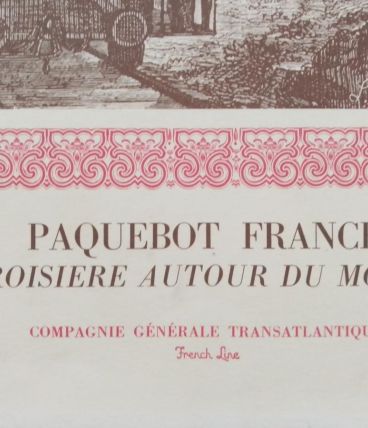 PAQUEBOT FRANC
ROISIERE AUTOUR DU MO
COMPAGNIE GÉNÉRALE TRANSATLANTIQU
French Line